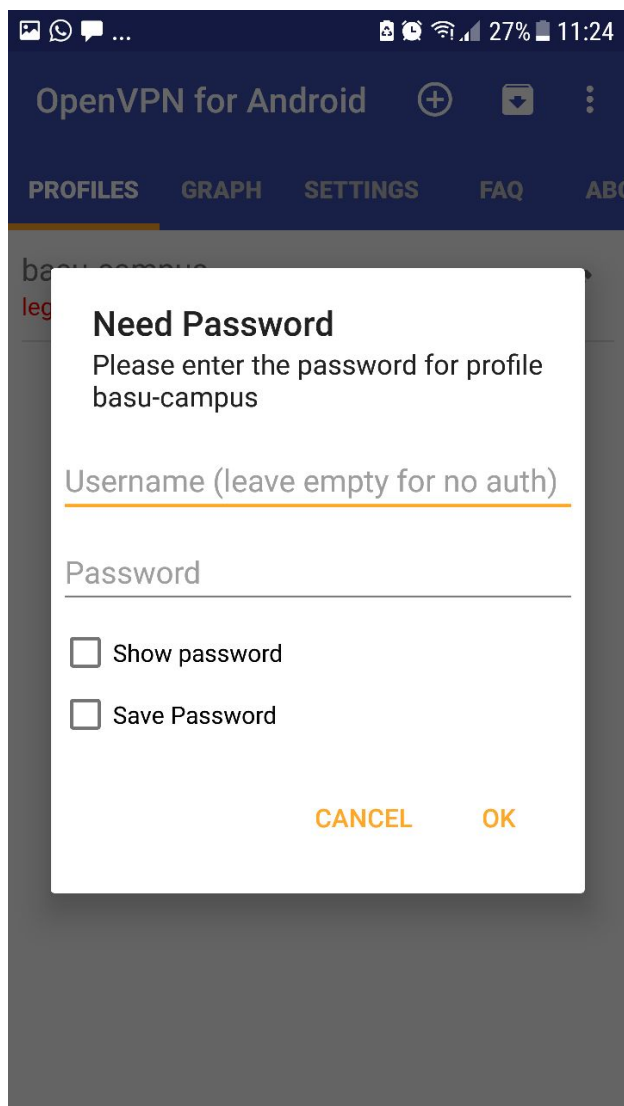 ... 27% 11:24
OpenVPN for Android
PROFILES GRAPH SETTINGS FAQ
Need Password
Please enter the password for profile
basu-campus
Username (leave empty for no auth)
Password
Show password
Save Password
CANCEL OK